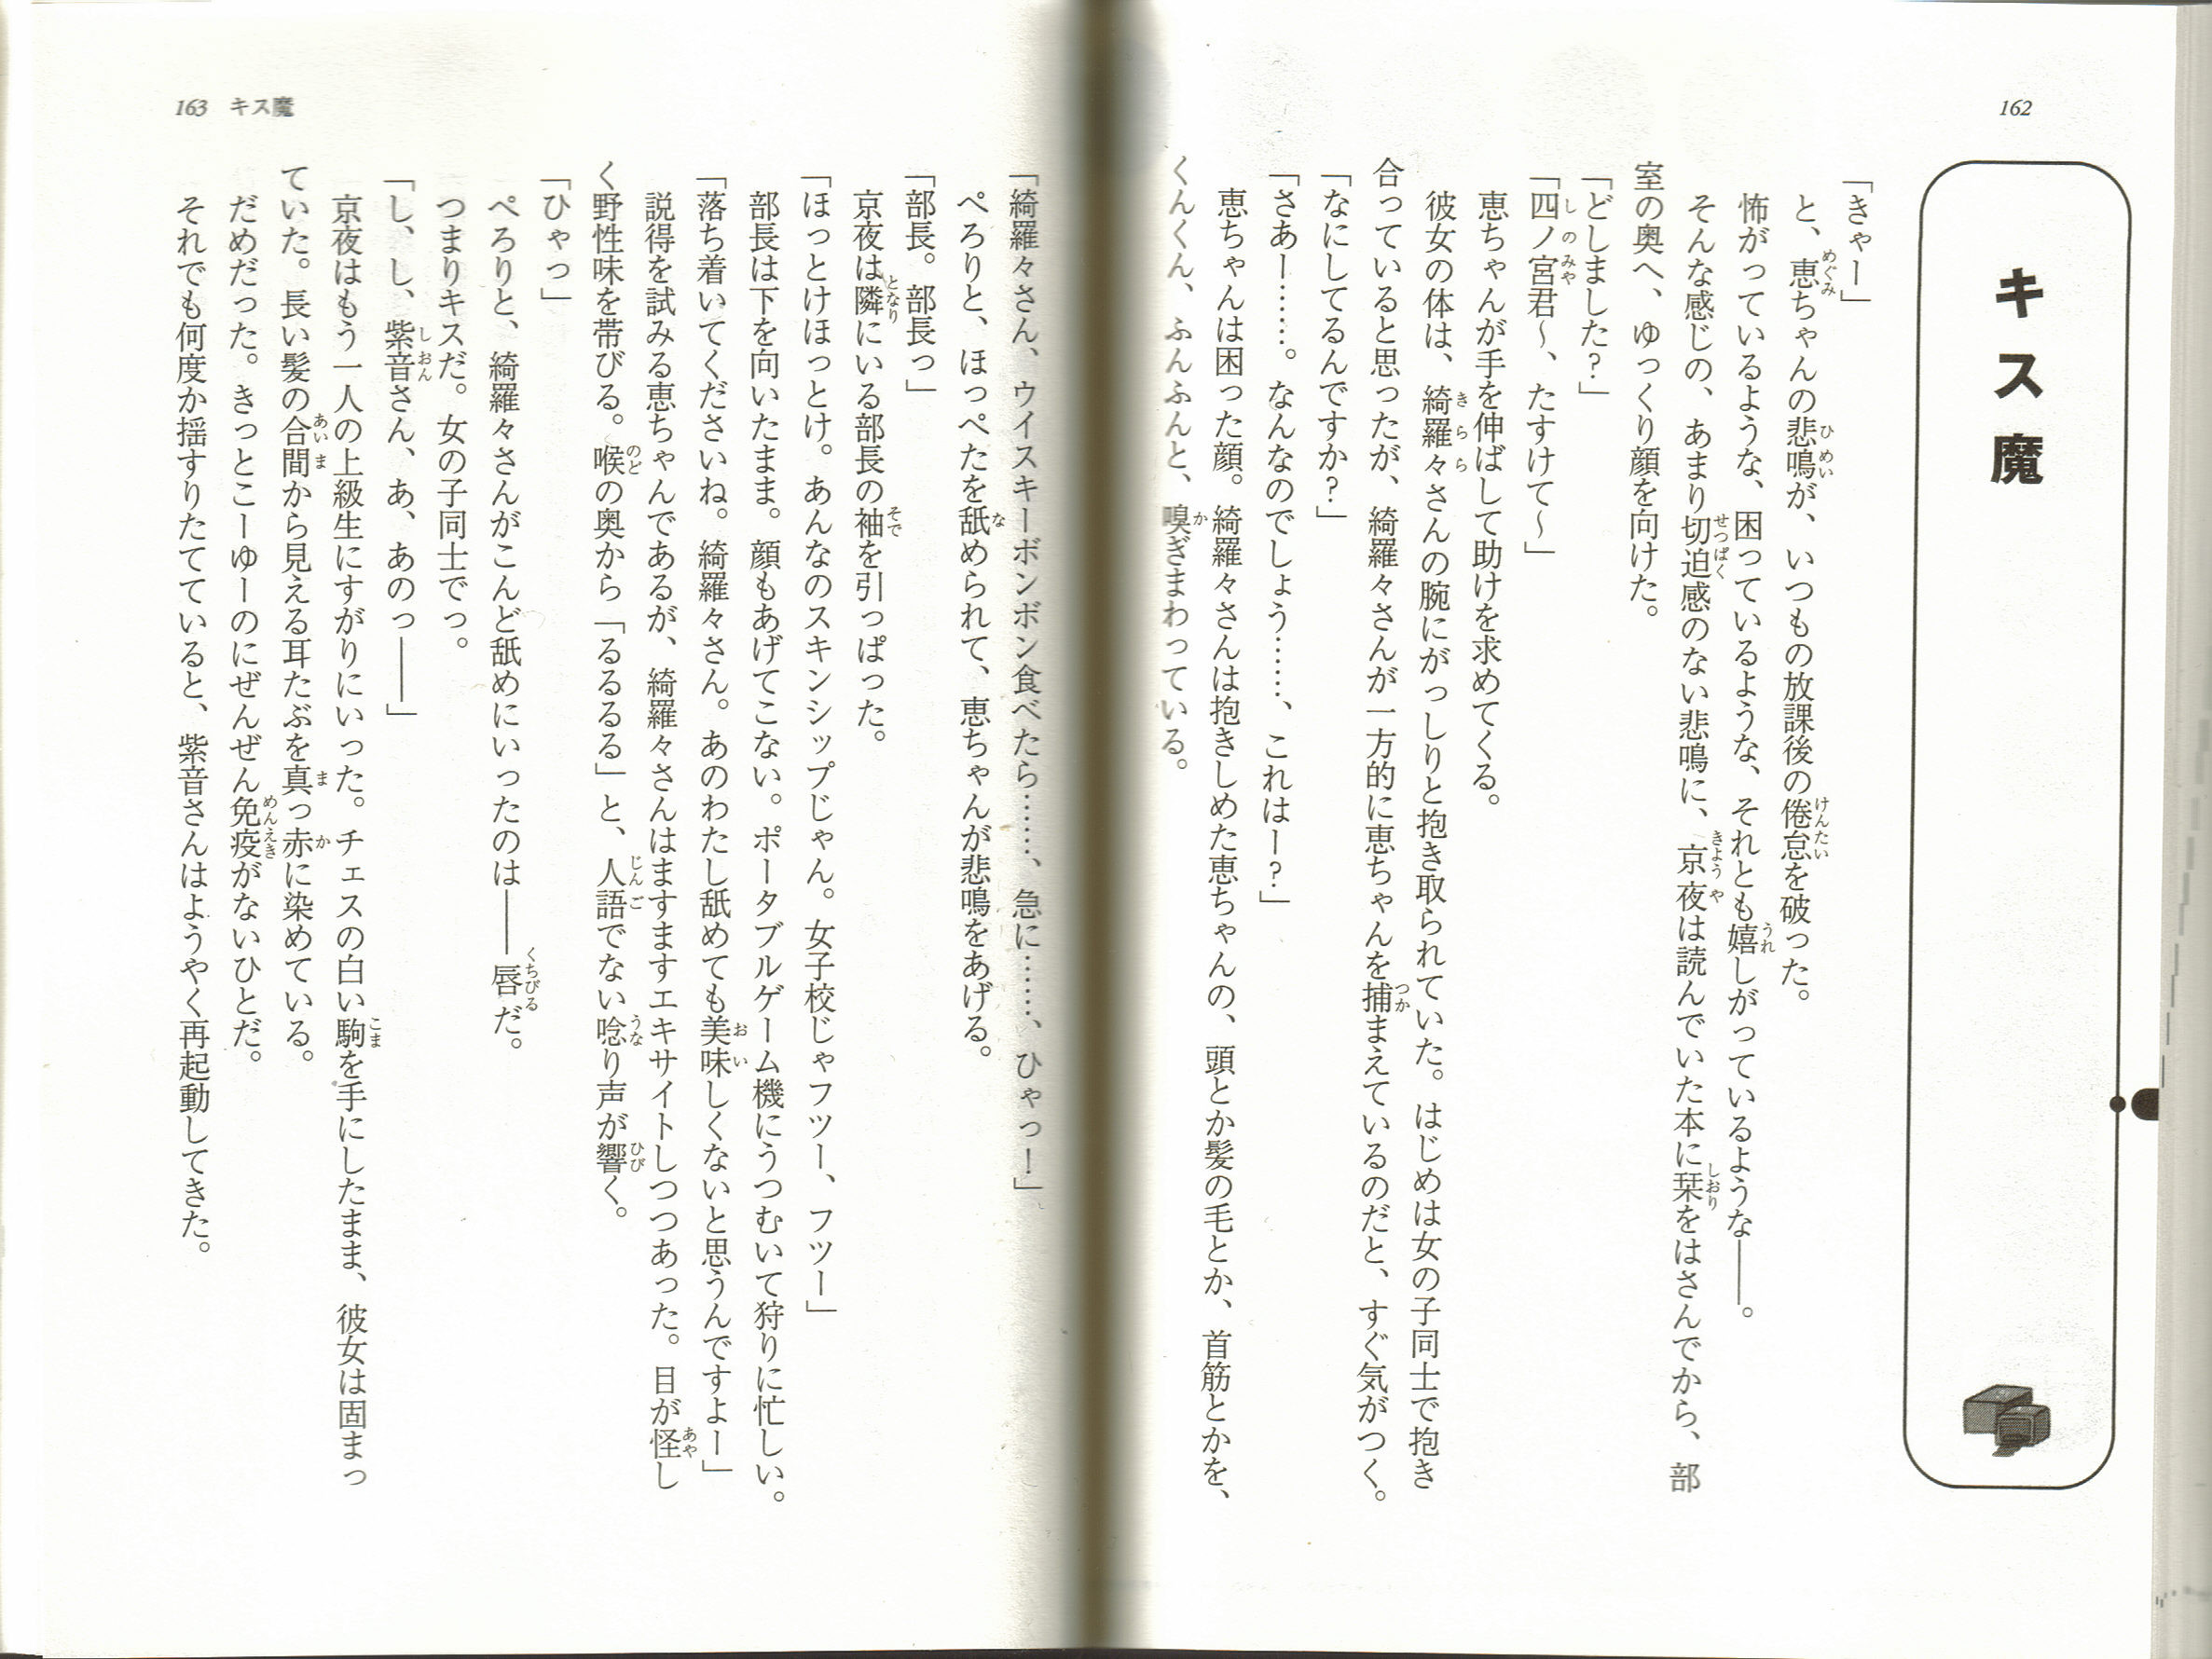 162
キス魔
「きゃー」
と、恵ちゃんの悲鳴が、いつもの放課後の倦怠を破った。
怖がっているような、困っているような、それとも嬉しがっているような――。
そんな感じの、あまり切迫感のない悲鳴に、京夜は読んでいた本に栞をはさんでから、部
室の奥へ、ゆっくり顔を向けた。
「どしました?」
「四ノ宮君～、たすけて～」
恵ちゃんが手を伸ばして助けを求めてくる。
彼女の体は、綺羅々さんの腕にがっしりと抱き取られていた。はじめは女の子同士で抱き
合っていると思ったが、綺羅々さんが一方的に恵ちゃんを捕まえているのだと、すぐ気がつく。
「なにしてるんですか?」
「さあー……。なんなのでしょう……、これはー?」
恵ちゃんは困った顔。綺羅々さんは抱きしめた恵ちゃんの、頭とか髪の毛とか、首筋とかを、
くんくん、ふんふんと、嗅ぎまわっている。
163 キス魔
「綺羅々さん、ウイスキーボンボン食べたら……、急に……、ひゃっ!」
ぺろりと、ほっぺたを舐められて、恵ちゃんが悲鳴をあげる。
「部長。部長っ」
京夜は隣にいる部長の袖を引っぱった。
「ほっとけほっとけ。あんなのスキンシップじゃん。女子校じゃフツー、フツー」
部長は下を向いたまま。顔もあげてこない。ポータブルゲーム機にうつむいて狩りに忙しい。
「落ち着いてくださいね。綺羅々さん。あのわたし舐めても美味しくないと思うんですよー」
説得を試みる恵ちゃんであるが、綺羅々さんはますますエキサイトしつつあった。目が怪し
く野性味を帯びる。喉の奥から「るるるる」と、人語でない唸り声が響く。
「ひゃっ」
ぺろりと、綺羅々さんがこんど舐めにいったのは――唇だ。
つまりキスだ。女の子同士でっ。
「し、し、紫音さん、あ、あのっ――」
京夜はもう一人の上級生にすがりにいった。チェスの白い駒を手にしたまま、彼女は固まっ
ていた。長い髪の合間から見える耳たぶを真っ赤に染めている。
だめだった。きっとこーゆーのにぜんぜん免疫がないひとだ。
それでも何度か揺すりたてていると、紫音さんはようやく再起動してきた。